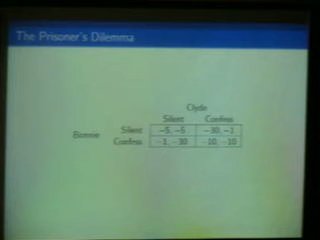 The Prisoner's Dilemma
Clyde
Silent Confess
Bonnie Silent −5, −5 −30, −1
Confess −1, −30 −10, −10